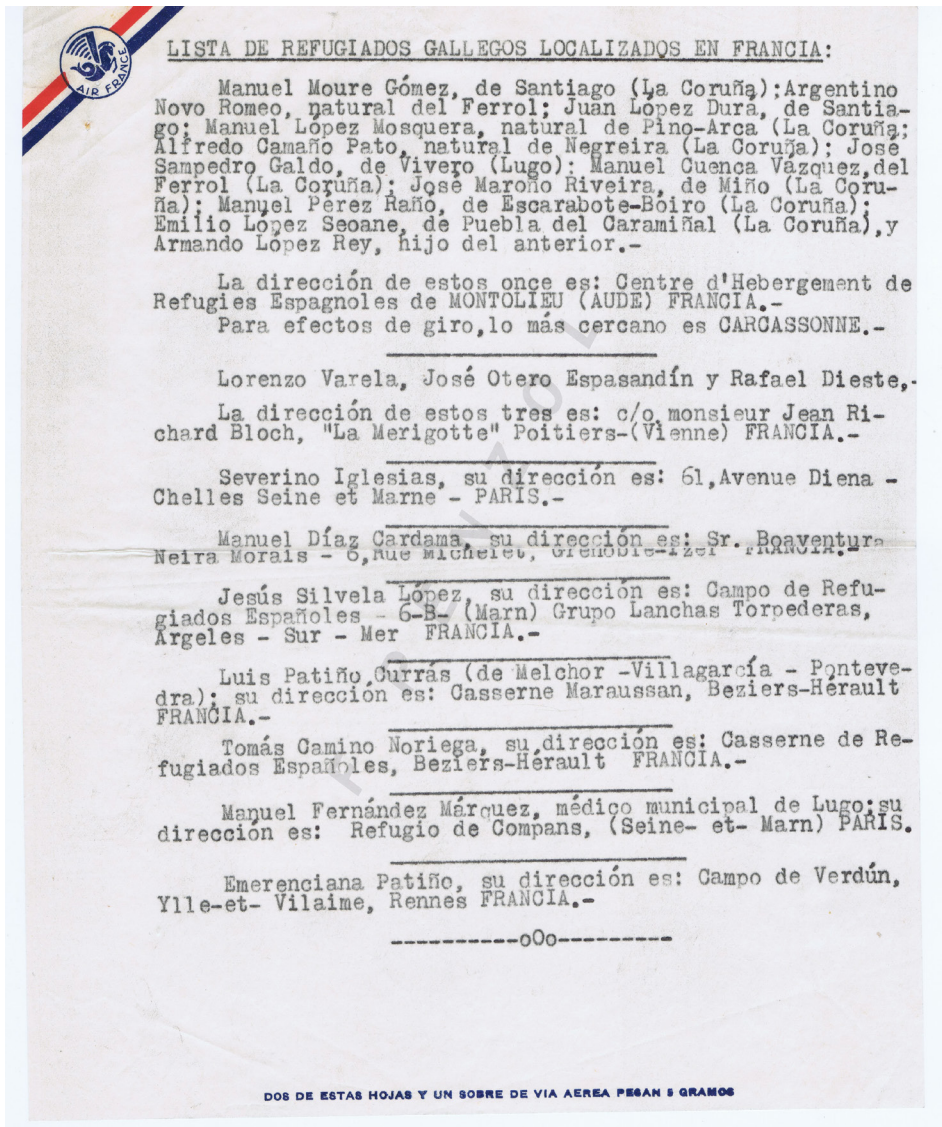 AIR FRANCE
LISTA DE REFUGIADOS GALLEGOS LOCALIZADOS EN FRANCIA:
Manuel Moure Gómez, de Santiago (La Coruña);Argentino
Novo Romeo, natural del Ferrol; Juan López Durá, de Santia-
go; Manuel López Mosquera, natural de Pino-Arca (La Coruña;
Alfredo Camaño Pato, natural de Negreira (La Coruña); José
Sampedro Galdo, de Vivero (Lugo); Manuel Cuenca Vázquez,del
Ferrol (La Coruña); José Maroño Riveira, de Miño (La Coru-
ña); Manuel Pérez Raño, de Escarabote-Boiro (La Coruña);
Emilio López Seoane, de Puebla del Caramiñal (La Coruña),y
Armando López Rey, hijo del anterior.-
La dirección de estos once es: Centre d'Hebergement de
Refugies Espagnoles de MONTOLIEU (AUDE) FRANCIA.-
Para efectos de giro,lo más cercano es CARCASSONNE.-
Lorenzo Varela, José Otero Espasandín y Rafael Dieste,-
La dirección de estos tres es: c/o monsieur Jean Ri-
chard Bloch, "La Merigotte" Poitiers-(Vienne) FRANCIA.-
Severino Iglesias, su dirección es: 61,Avenue Diena -
Chelles Seine et Marne - PARIS.-
Manuel Díaz Cardama, su dirección es: Sr. Boaventura
Neira Morais - 6,Rue Michelet, Grenoble-Izer FRANCIA.-
Jesús Silvela López, su dirección es: Campo de Refu-
giados Españoles - 6-B- (Marn) Grupo Lanchas Torpederas,
Argeles - Sur - Mer FRANCIA.-
Luis Patiño Currás (de Melchor -Villagarcía - Ponteve-
dra); su dirección es: Casserne Maraussan, Beziers-Hérault
FRANCIA.-
Tomás Camino Noriega, su dirección es: Casserne de Re-
fugiados Españoles, Beziers-Hérault FRANCIA.-
Manuel Fernández Márquez, médico municipal de Lugo;su
dirección es: Refugio de Compans, (Seine- et- Marn) PARIS.
Emerenciana Patiño, su dirección es: Campo de Verdún,
Ylle-et- Vilaime, Rennes FRANCIA.-
----------oOo---------
DOS DE ESTAS HOJAS Y UN SOBRE DE VIA AEREA PESAN 5 GRAMOS
PENZOL